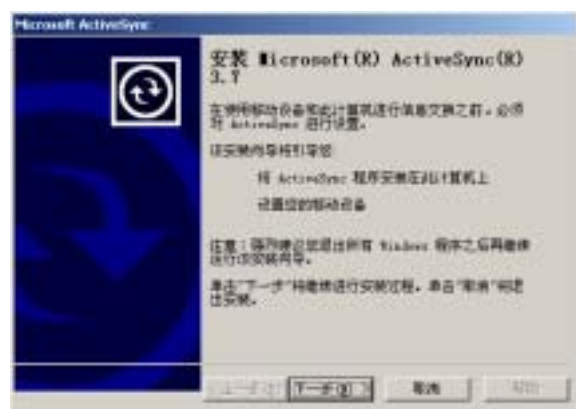 Microsoft ActiveSync
安装 Microsoft(R) ActiveSync(R)
3.7
在使用移动设备和此计算机进行信息交换之前，必须
对 ActiveSync 进行设置。
该安装向导将引导您
将 ActiveSync 程序安装在此计算机上
设置您的移动设备
注意：强烈建议您退出所有 Windows 程序之后再继续
运行该安装向导。
单击"下一步"将继续进行安装过程。单击"取消"将退
出安装。
下一步(N) >
取消
帮助